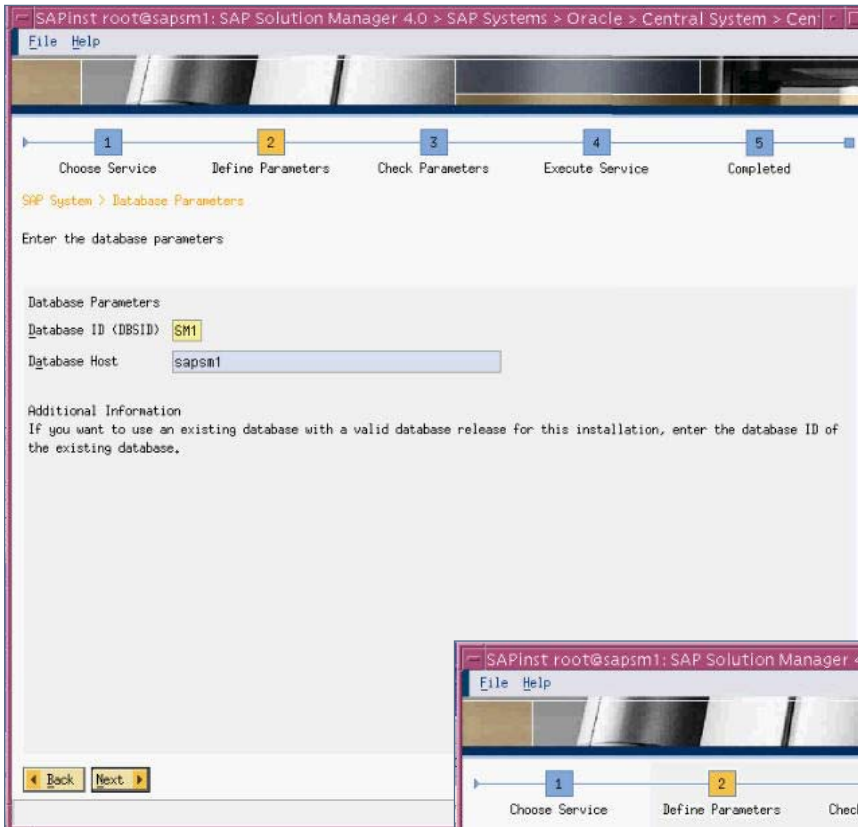 SAPinst root@sapsm1: SAP Solution Manager 4.0 > SAP Systems > Oracle > Central System > Cen
File Help
1 2 3 4 5
Choose Service Define Parameters Check Parameters Execute Service Completed
SAP System > Database Parameters
Enter the database parameters
Database Parameters
Database ID (DBSID) SM1
Database Host sapsm1
Additional Information
If you want to use an existing database with a valid database release for this installation, enter the database ID of
the existing database.
Back Next
SAPinst root@sapsm1: SAP Solution Manager
File Help
1 2
Choose Service Define Parameters Chec